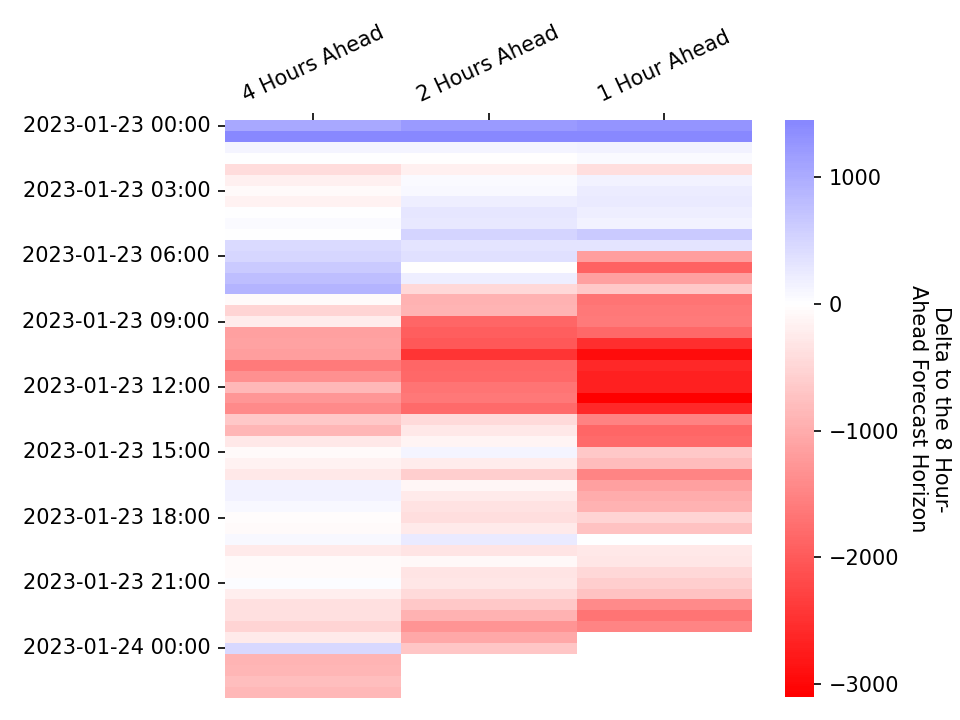 4 Hours Ahead
2 Hours Ahead
1 Hour Ahead
2023-01-23 00:00
2023-01-23 03:00
2023-01-23 06:00
2023-01-23 09:00
2023-01-23 12:00
2023-01-23 15:00
2023-01-23 18:00
2023-01-23 21:00
2023-01-24 00:00
1000
0
−1000
−2000
−3000
Delta to the 8 Hour-
Ahead Forecast Horizon